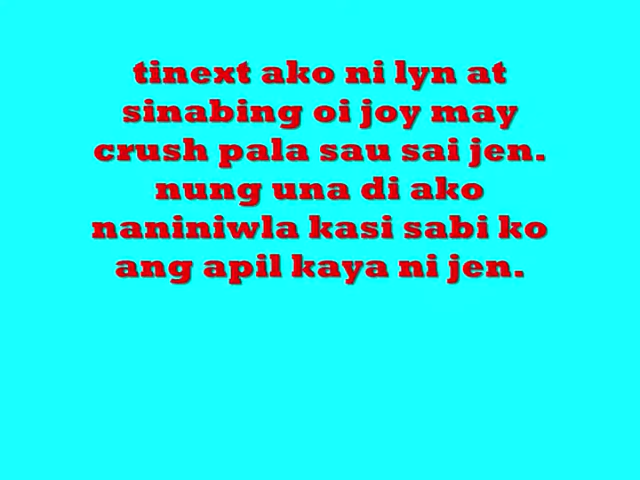 tinext ako ni lyn at
sinabing oi joy may
crush pala sau sai jen.
nung una di ako
naniniwla kasi sabi ko
ang apil kaya ni jen.